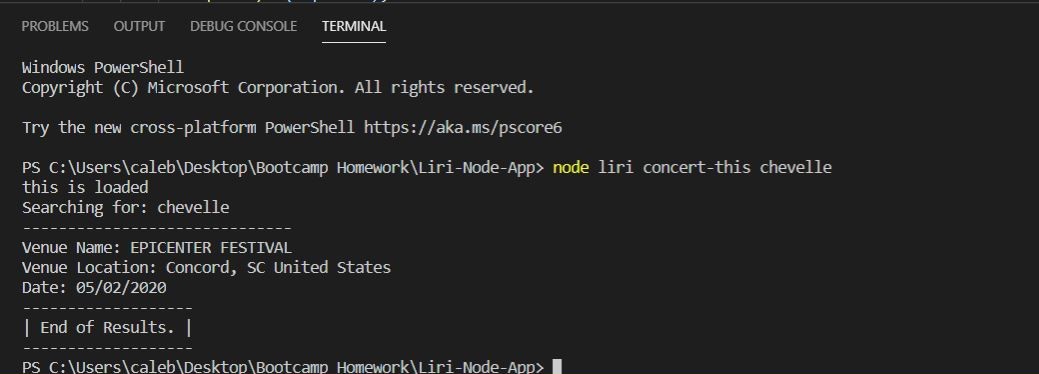 PROBLEMS OUTPUT DEBUG CONSOLE TERMINAL
Windows PowerShell
Copyright (C) Microsoft Corporation. All rights reserved.
Try the new cross-platform PowerShell https://aka.ms/pscore6
PS C:\Users\caleb\Desktop\Bootcamp Homework\Liri-Node-App> node liri concert-this chevelle
this is loaded
Searching for: chevelle
------------------------------
Venue Name: EPICENTER FESTIVAL
Venue Location: Concord, SC United States
Date: 05/02/2020
-------------------
| End of Results. |
-------------------
PS C:\Users\caleb\Desktop\Bootcamp Homework\Liri-Node-App>